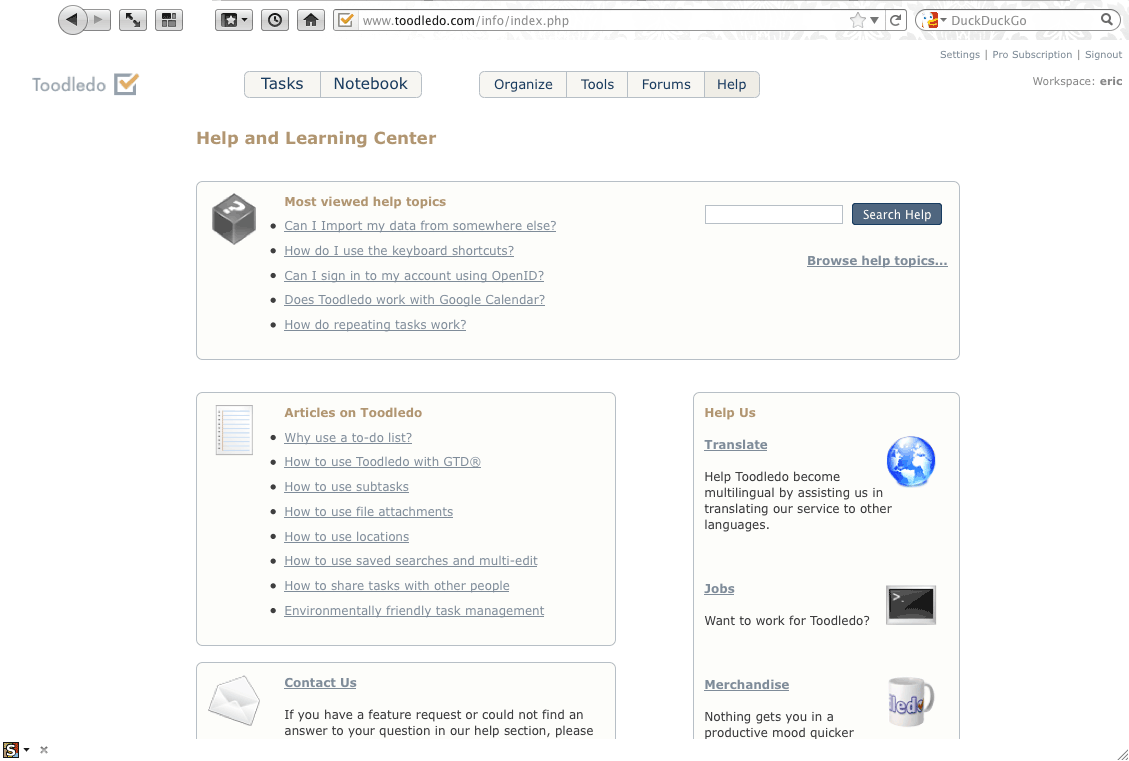 www.toodledo.com/info/index.php
DuckDuckGo
Settings | Pro Subscription | Signout
Toodledo
Tasks
Notebook
Organize
Tools
Forums
Help
Workspace: eric
Help and Learning Center
Most viewed help topics
Can I Import my data from somewhere else?
How do I use the keyboard shortcuts?
Can I sign in to my account using OpenID?
Does Toodledo work with Google Calendar?
How do repeating tasks work?
Search Help
Browse help topics...
Articles on Toodledo
Why use a to-do list?
How to use Toodledo with GTD®
How to use subtasks
How to use file attachments
How to use locations
How to use saved searches and multi-edit
How to share tasks with other people
Environmentally friendly task management
Contact Us
If you have a feature request or could not find an
answer to your question in our help section, please
Help Us
Translate
Help Toodledo become
multilingual by assisting us in
translating our service to other
languages.
Jobs
Want to work for Toodledo?
Merchandise
Nothing gets you in a
productive mood quicker